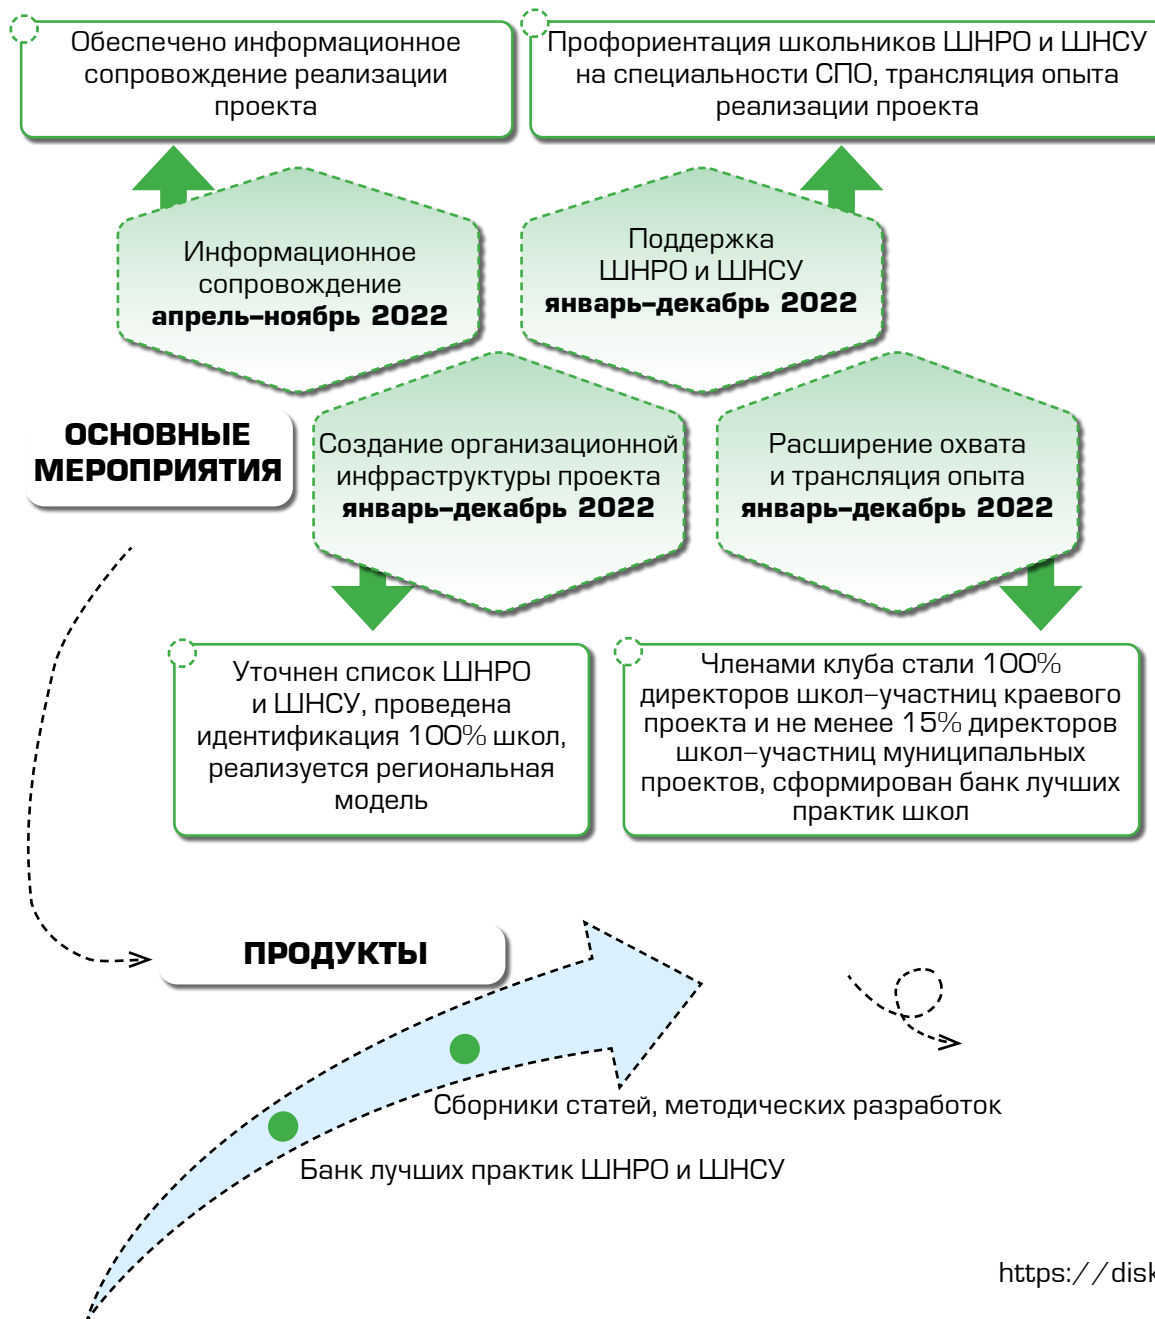 Обеспечено информационное
сопровождение реализации
проекта
Профориентация школьников ШНРО и ШНСУ
на специальности СПО, трансляция опыта
реализации проекта
Информационное
сопровождение
апрель–ноябрь 2022
Поддержка
ШНРО и ШНСУ
январь–декабрь 2022
ОСНОВНЫЕ
МЕРОПРИЯТИЯ
Создание организационной
инфраструктуры проекта
январь–декабрь 2022
Расширение охвата
и трансляция опыта
январь–декабрь 2022
Уточнен список ШНРО
и ШНСУ, проведена
идентификация 100% школ,
реализуется региональная
модель
Членами клуба стали 100%
директоров школ–участниц краевого
проекта и не менее 15% директоров
школ–участниц муниципальных
проектов, сформирован банк лучших
практик школ
ПРОДУКТЫ
Сборники статей, методических разработок
Банк лучших практик ШНРО и ШНСУ
https://disk